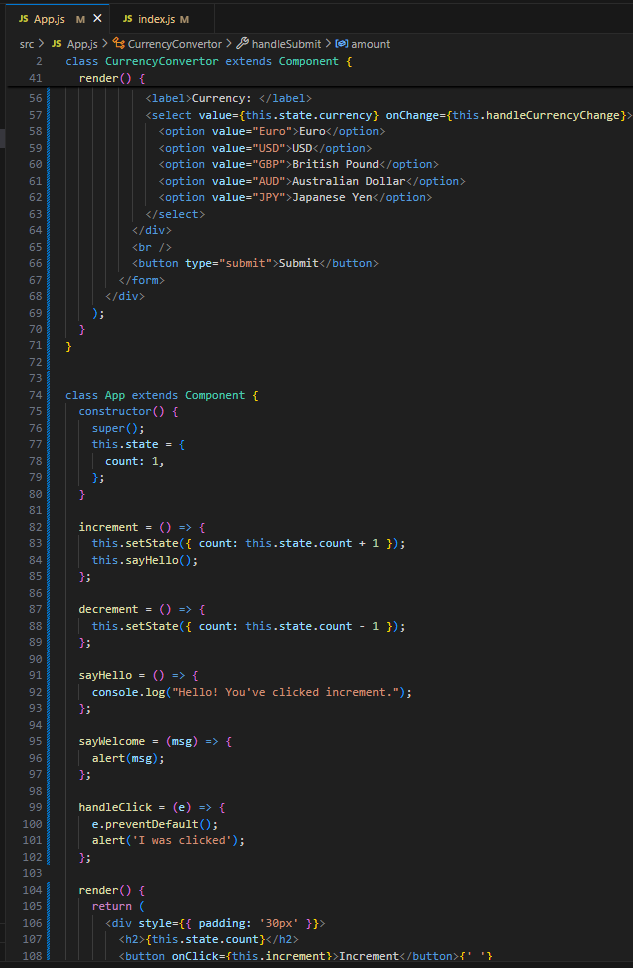 JS App.js M X JS index.js M
src > JS App.js > CurrencyConvertor > handleSubmit > amount
2 class CurrencyConvertor extends Component {
41 render() {
56 <label>Currency: </label>
57 <select value={this.state.currency} onChange={this.handleCurrencyChange}>
58 <option value="Euro">Euro</option>
59 <option value="USD">USD</option>
60 <option value="GBP">British Pound</option>
61 <option value="AUD">Australian Dollar</option>
62 <option value="JPY">Japanese Yen</option>
63 </select>
64 </div>
65 <br />
66 <button type="submit">Submit</button>
67 </form>
68 </div>
69 );
70 }
71 }
72
73
74 class App extends Component {
75 constructor() {
76 super();
77 this.state = {
78 count: 1,
79 };
80 }
81
82 increment = () => {
83 this.setState({ count: this.state.count + 1 });
84 this.sayHello();
85 };
86
87 decrement = () => {
88 this.setState({ count: this.state.count - 1 });
89 };
90
91 sayHello = () => {
92 console.log("Hello! You've clicked increment.");
93 };
94
95 sayWelcome = (msg) => {
96 alert(msg);
97 };
98
99 handleClick = (e) => {
100 e.preventDefault();
101 alert('I was clicked');
102 };
103
104 render() {
105 return (
106 <div style={{ padding: '30px' }}>
107 <h2>{this.state.count}</h2>
108 <button onClick={this.increment}>Increment</button>{' '}